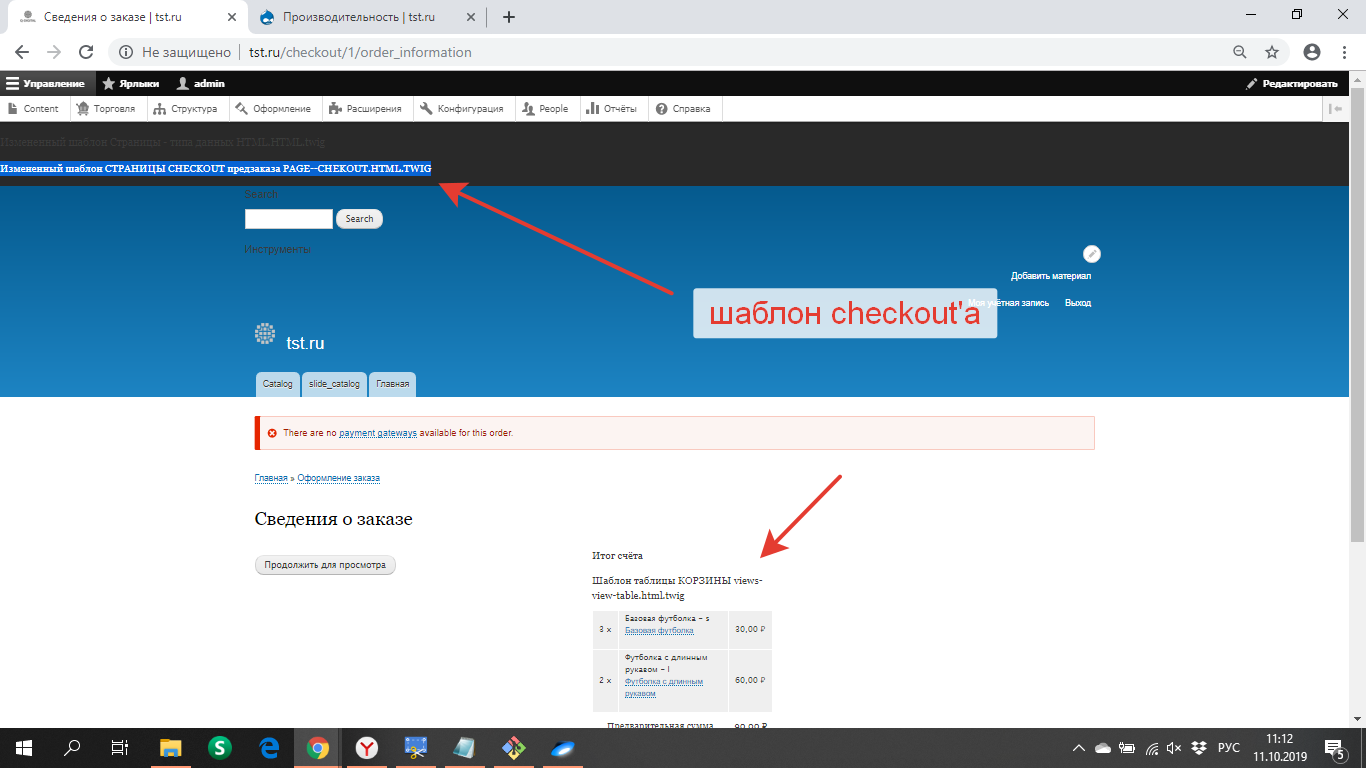 Сведения о заказе | tst.ru
Производительность | tst.ru
Не защищено
tst.ru/checkout/1/order_information
Управление
Ярлыки
admin
Редактировать
Content
Торговля
Структура
Оформление
Расширения
Конфигурация
People
Отчёты
Справка
Измененный шаблон Страницы - типа данных HTML.HTML.twig
Измененный шаблон СТРАНИЦЫ CHECKOUT предзаказа PAGE--CHEKOUT.HTML.TWIG
Search
Search
Инструменты
Добавить материал
Моя учётная запись
Выход
шаблон checkout'a
tst.ru
Catalog
slide_catalog
Главная
There are no payment gateways available for this order.
Главная » Оформление заказа
Сведения о заказе
Продолжить для просмотра
Итог счёта
Шаблон таблицы КОРЗИНЫ views-
view-table.html.twig
3 x
Базовая футболка - s
Базовая футболка
30,00 ₽
2 x
Футболка с длинным
рукавом - l
Футболка с длинным
рукавом
60,00 ₽
Предварительная сумма
90,00 ₽
РУС
11:12
11.10.2019
5